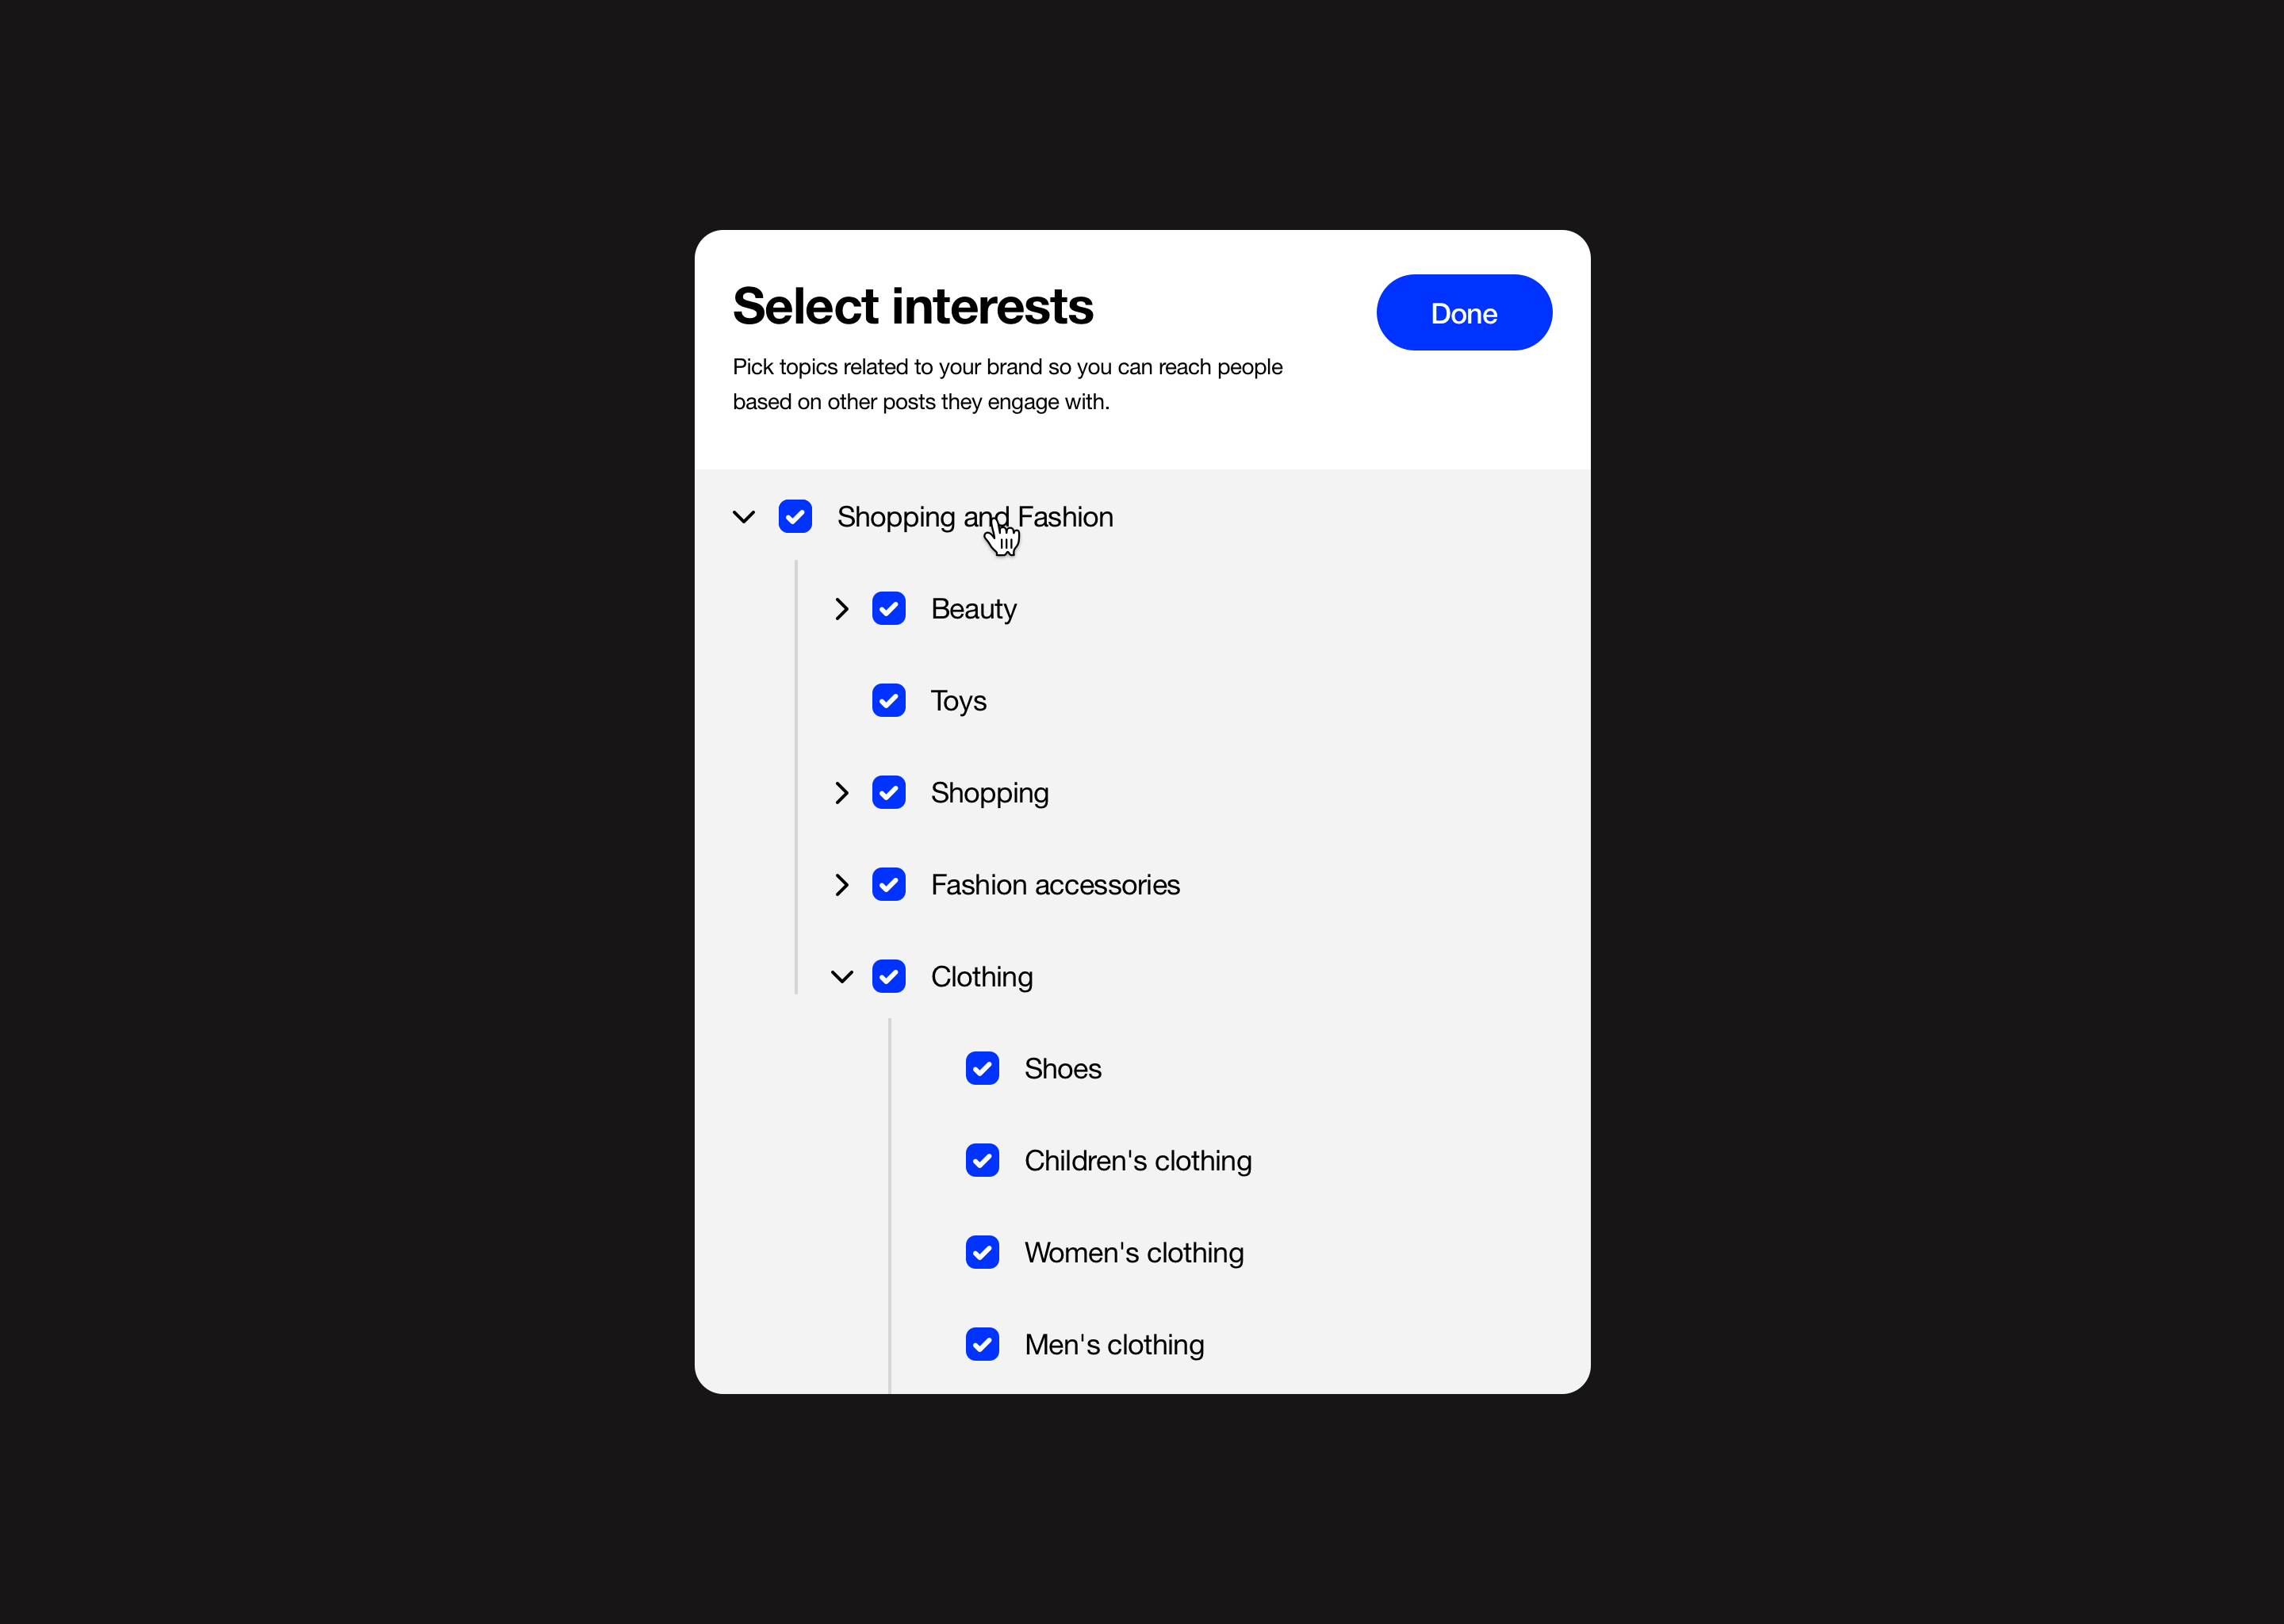 Select interests
Done
Pick topics related to your brand so you can reach people
based on other posts they engage with.
Shopping and Fashion
Beauty
Toys
Shopping
Fashion accessories
Clothing
Shoes
Children's clothing
Women's clothing
Men's clothing